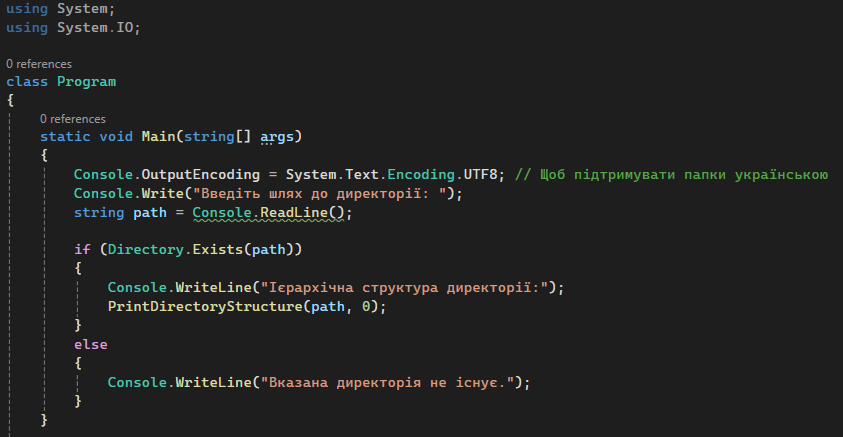 using System;
using System.IO;
0 references
class Program
{
0 references
static void Main(string[] args)
{
Console.OutputEncoding = System.Text.Encoding.UTF8; // Щоб підтримувати папки українською
Console.Write("Введіть шлях до директорії: ");
string path = Console.ReadLine();
if (Directory.Exists(path))
{
Console.WriteLine("Ієрархічна структура директорії:");
PrintDirectoryStructure(path, 0);
}
else
{
Console.WriteLine("Вказана директорія не існує.");
}
}